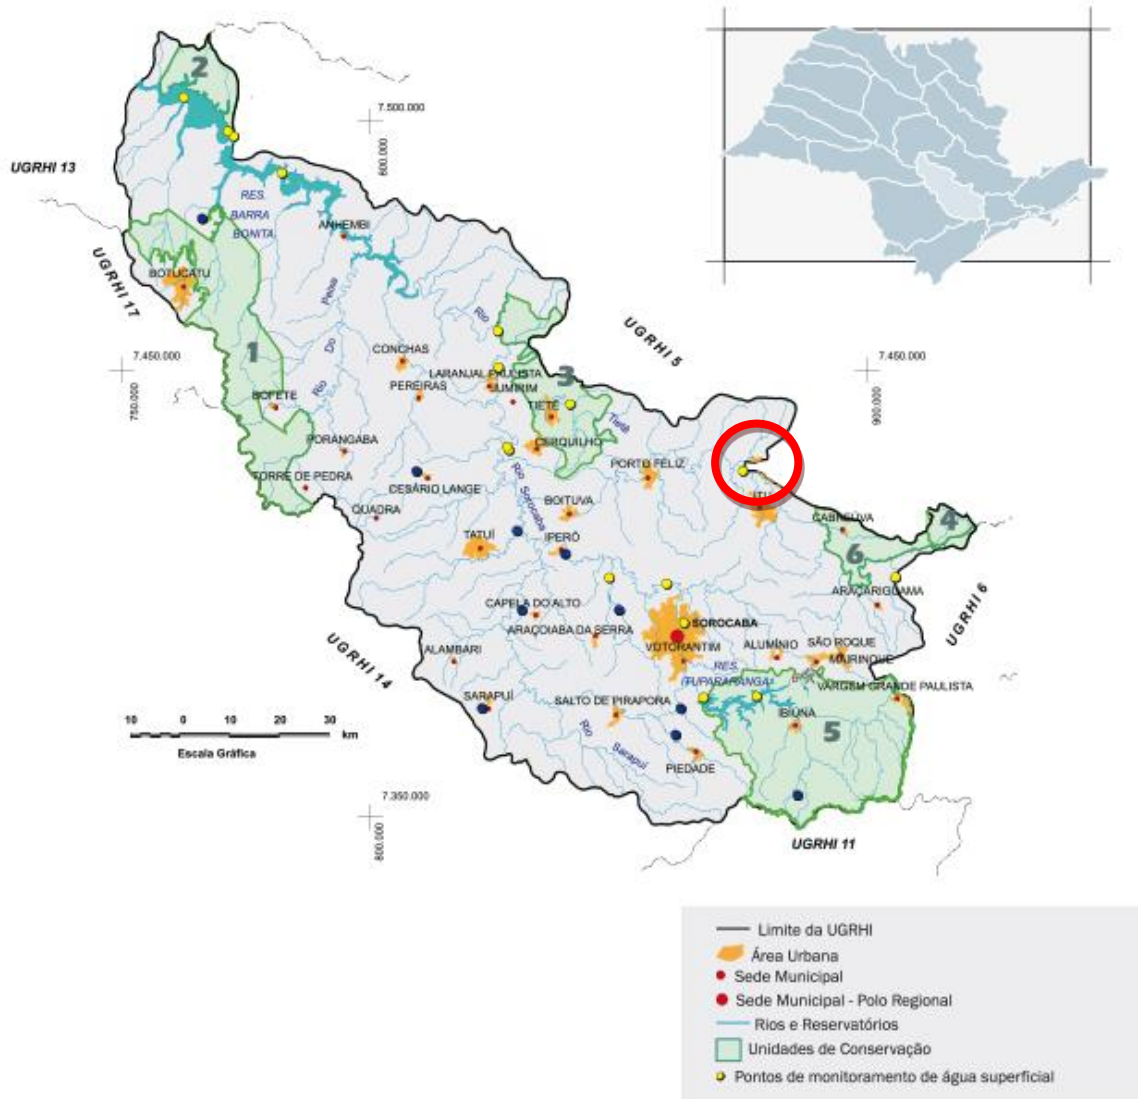 2
7.500.000
600.000
UGRHI 13
RES.
BARRA
BONITA
ANHEMBI
UGRHI 17
BOTUCATU
Peixe
Do
Rio
Rio
UGRHI 5
7.450.000
750.000
7.450.000
900.000
1
CONCHAS
LARANJAL PAULISTA
3
PEREIRAS
JUMIRIM
TIETÊ
BOFETE
Tietê
PORANGABA
CERQUILHO
PORTO FELIZ
TORRE DE PEDRA
CESÁRIO LANGE
Rio Sorocaba
ITU
QUADRA
BOITUVA
CABREÚVA
4
TATUÍ
IPERÓ
6
ARAÇARIGUAMA
UGRHI 6
CAPELA DO ALTO
ARAÇOIABA DA SERRA
SOROCABA
UGRHI 14
ALAMBARI
VOTORANTIM
ALUMÍNIO
SÃO ROQUE
MAIRINQUE
RES.
ITUPARARANGA
VARGEM GRANDE PAULISTA
SARAPUÍ
SALTO DE PIRAPORA
IBIÚNA
5
10 0 10 20 30 km
Escala Gráfica
Rio Sarapuí
PIEDADE
7.350.000
800.000
UGRHI 11
Limite da UGRHI
Área Urbana
Sede Municipal
Sede Municipal - Polo Regional
Rios e Reservatórios
Unidades de Conservação
Pontos de monitoramento de água superficial